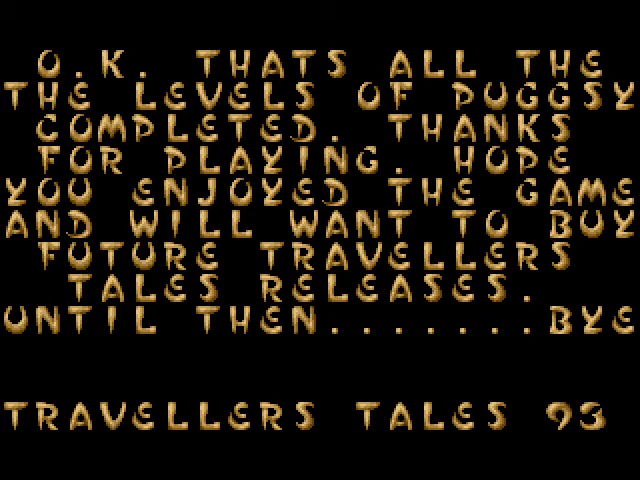 O.K. THATS ALL THE
THE LEVELS OF PUGGSY
COMPLETED. THANKS
FOR PLAYING. HOPE
YOU ENJOYED THE GAME
AND WILL WANT TO BUY
FUTURE TRAVELLERS
TALES RELEASES.
UNTIL THEN.......BYE
TRAVELLERS TALES 93